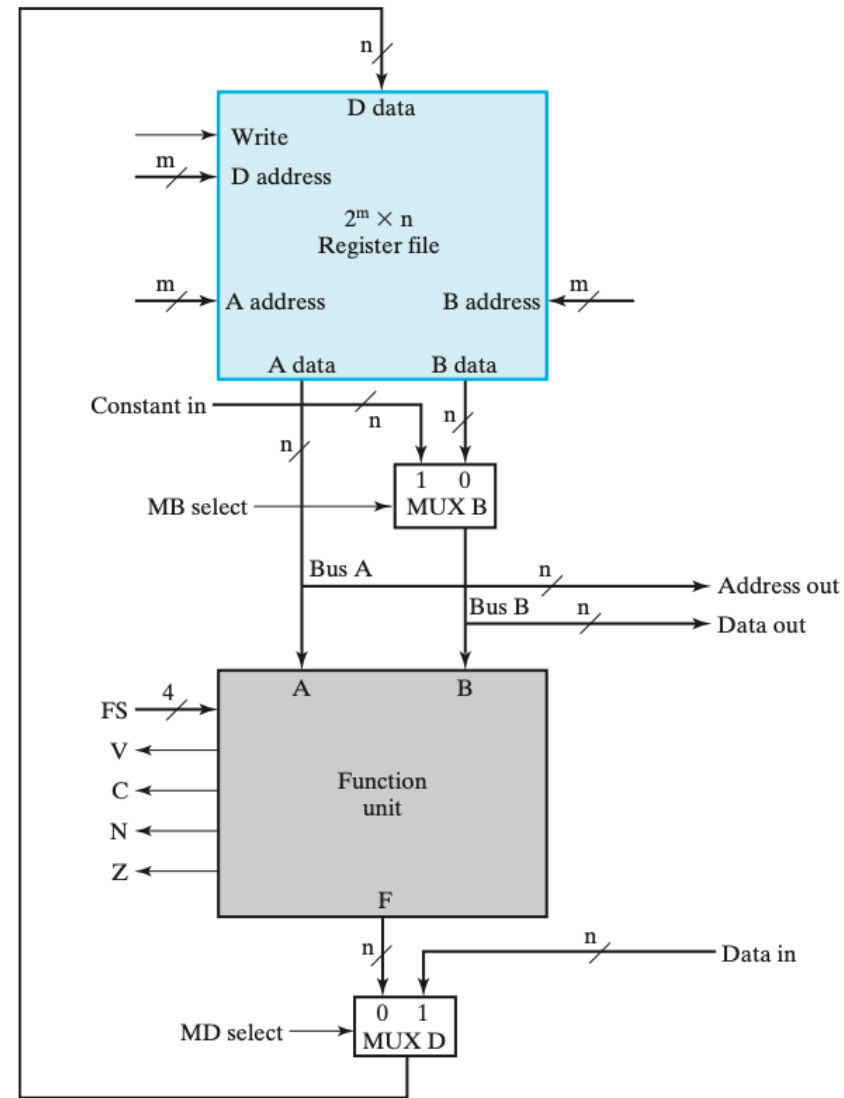 n
D data
Write
m
D address
2ᵐ × n
Register file
m
A address
B address
m
A data
B data
Constant in
n
n
n
1 0
MUX B
MB select
Bus A
n
Address out
Bus B
n
Data out
A
B
4
FS
V
C
N
Z
Function
unit
F
n
n
Data in
0 1
MUX D
MD select